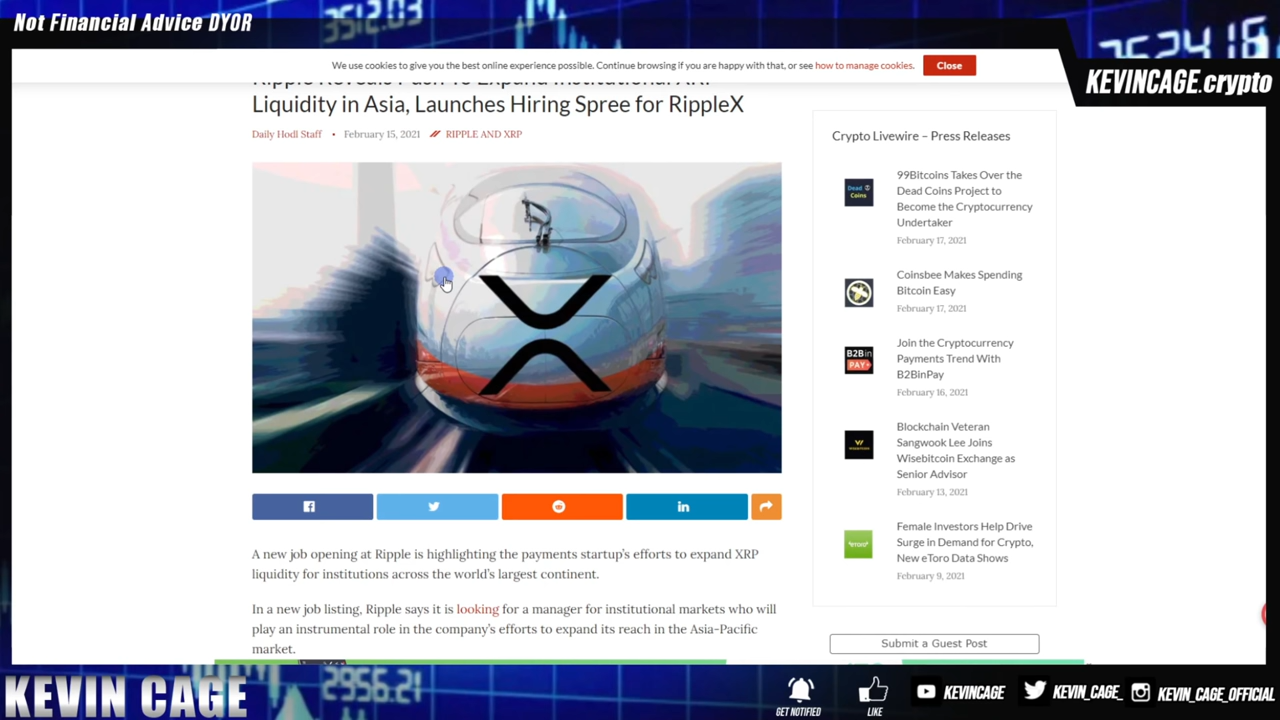 Not Financial Advice DYOR
KEVINCAGE.crypto
We use cookies to give you the best online experience possible. Continue browsing if you are happy with that, or see how to manage cookies.
Close
Liquidity in Asia, Launches Hiring Spree for RippleX
Daily Hodl Staff • February 15, 2021 // RIPPLE AND XRP
A new job opening at Ripple is highlighting the payments startup's efforts to expand XRP
liquidity for institutions across the world's largest continent.
In a new job listing, Ripple says it is looking for a manager for institutional markets who will
play an instrumental role in the company's efforts to expand its reach in the Asia-Pacific
market.
Crypto Livewire – Press Releases
Dead
Coins
99Bitcoins Takes Over the
Dead Coins Project to
Become the Cryptocurrency
Undertaker
February 17, 2021
Coinsbee Makes Spending
Bitcoin Easy
February 17, 2021
B2Bin
PAY
Join the Cryptocurrency
Payments Trend With
B2BinPay
February 16, 2021
Blockchain Veteran
Sangwook Lee Joins
Wisebitcoin Exchange as
Senior Advisor
February 13, 2021
eToro
Female Investors Help Drive
Surge in Demand for Crypto,
New eToro Data Shows
February 9, 2021
Submit a Guest Post
KEVIN CAGE
2956.21
GET NOTIFIED
LIKE
KEVINCAGE
KEVIN_CAGE_
KEVIN_CAGE_OFFICIAL